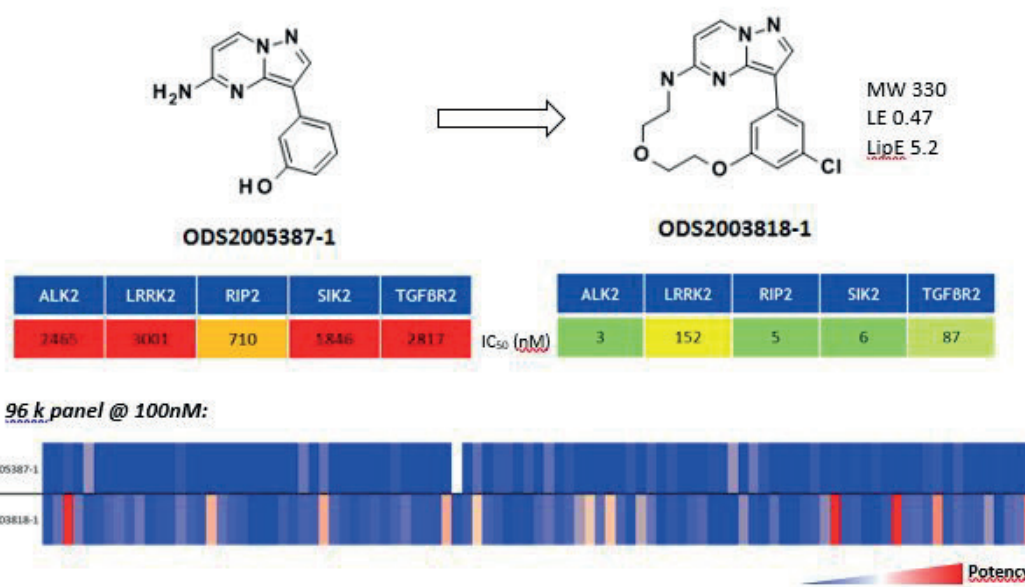 N
N
N
H₂N
HO
N
N
N
N
O
O
Cl
MW 330
LE 0.47
LipE 5.2
ODS2005387-1
ODS2003818-1
ALK2 LRRK2 RIP2 SIK2 TGFBR2
2465 3001 710 1846 2817
IC₅₀ (nM)
ALK2 LRRK2 RIP2 SIK2 TGFBR2
3 152 5 6 87
96 k panel @ 100nM:
05387-1
03818-1
Potency